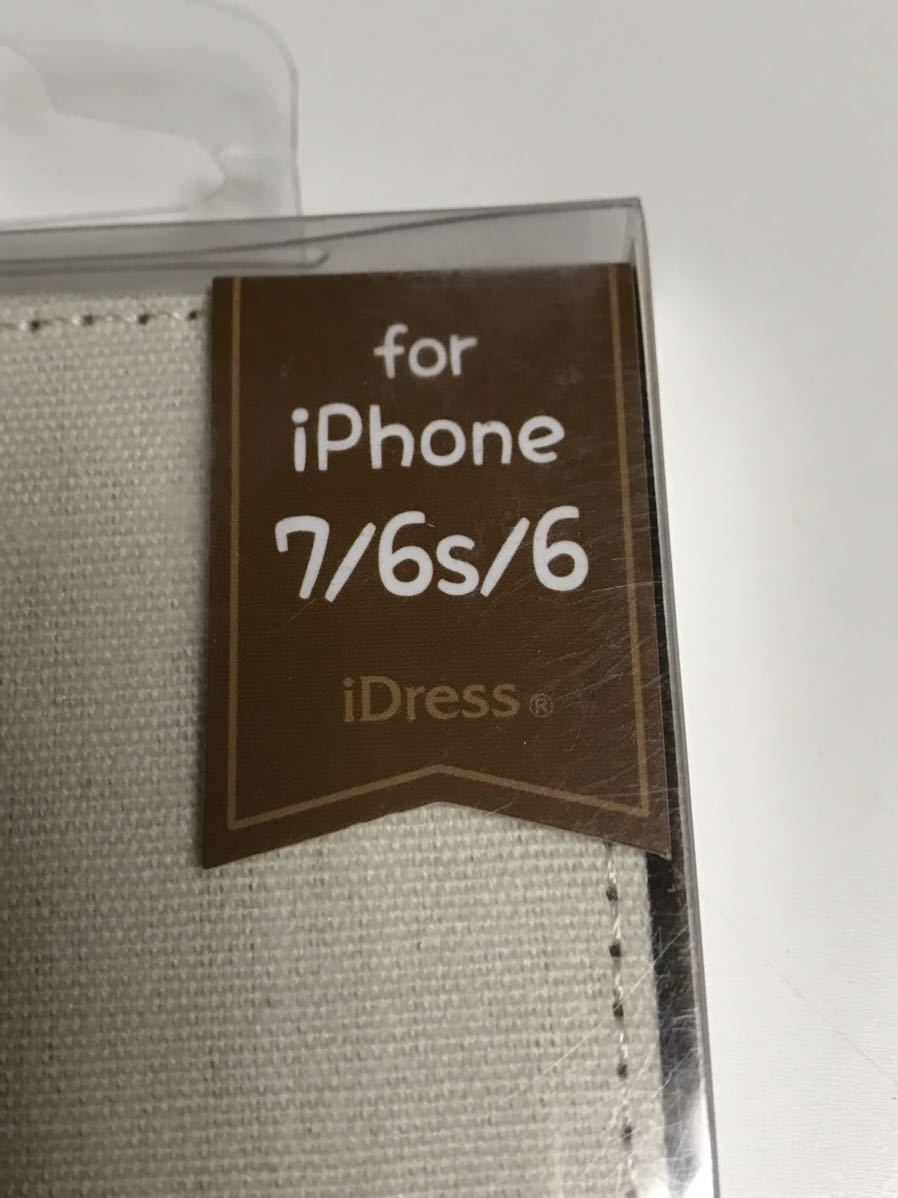 for
iPhone
7/6s/6
iDress®